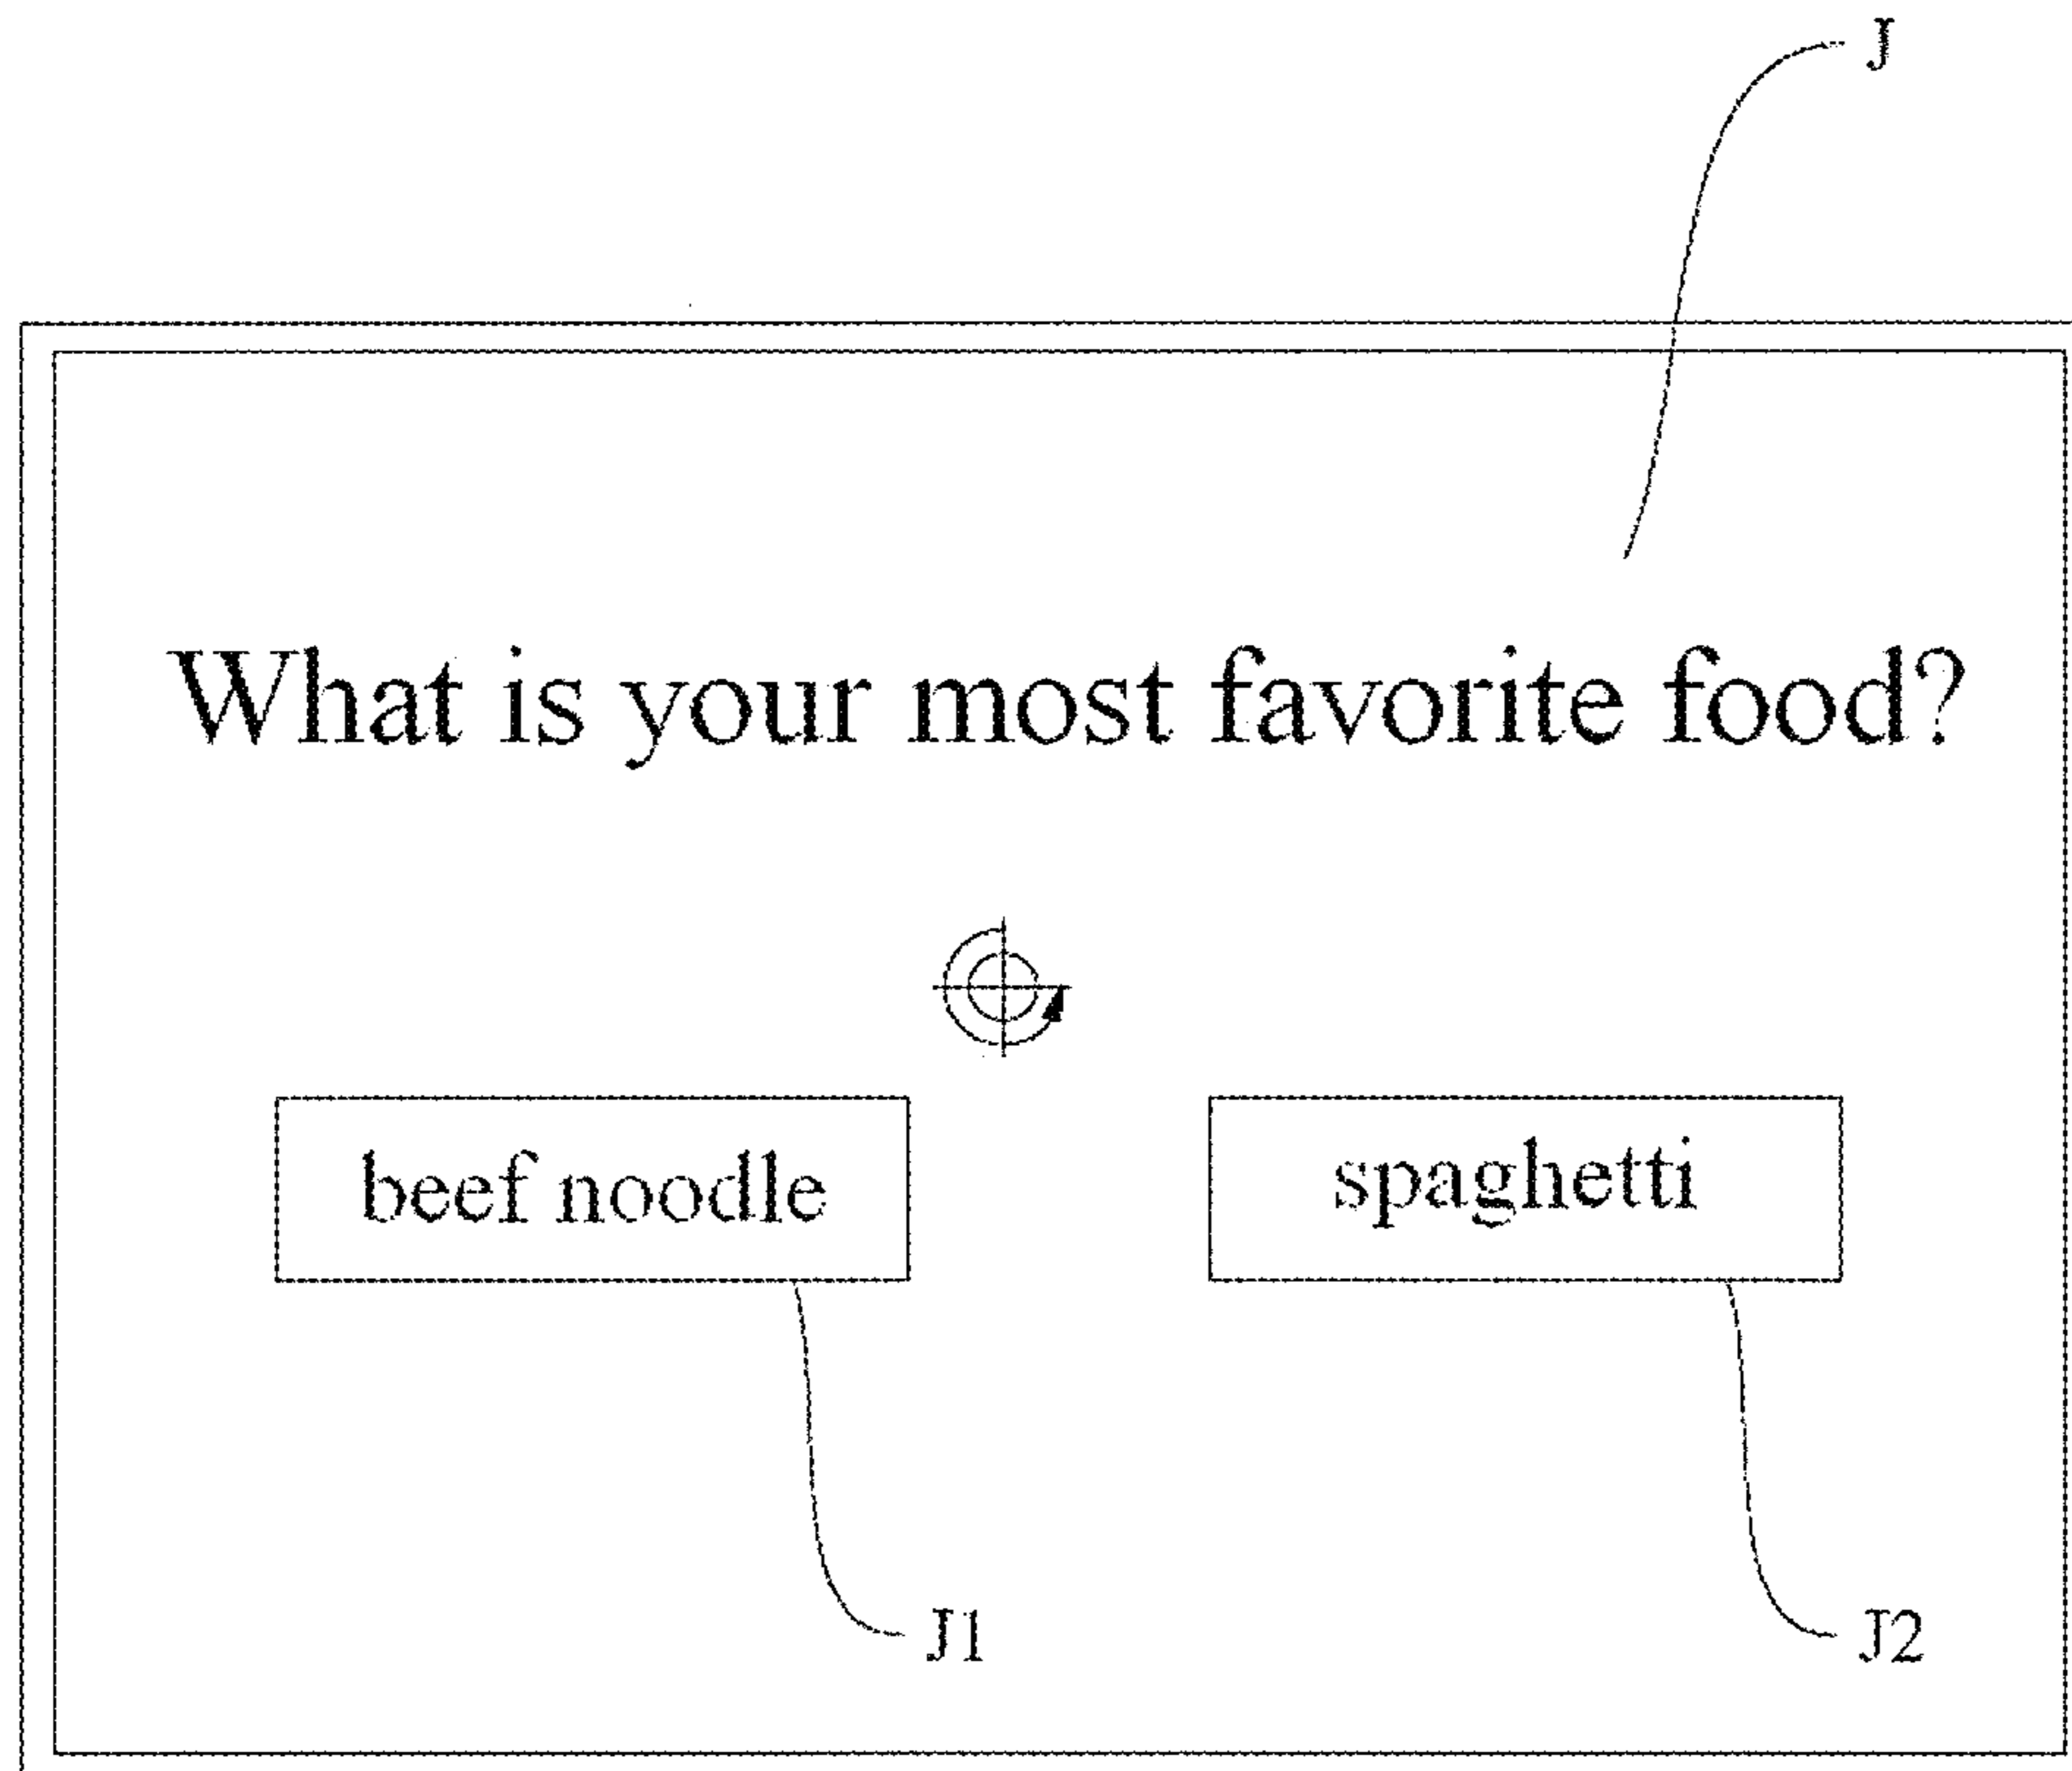 J
What is your most favorite food?
beef noodle
spaghetti
J1
J2